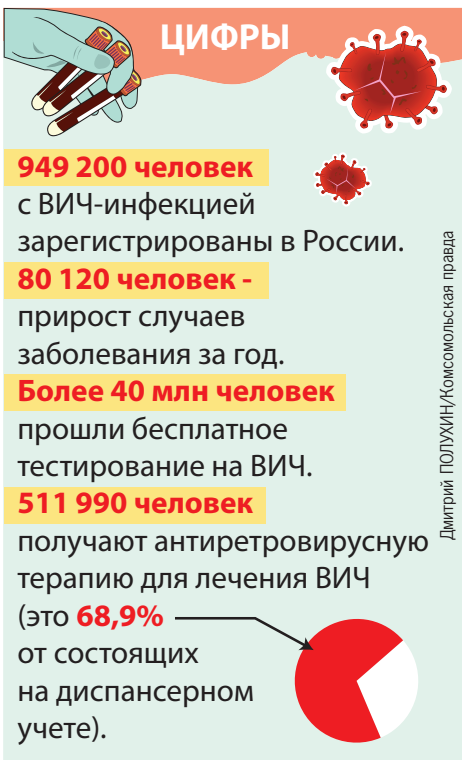 ЦИФРЫ
949 200 человек
с ВИЧ-инфекцией
зарегистрированы в России.
80 120 человек -
прирост случаев
заболевания за год.
Более 40 млн человек
прошли бесплатное
тестирование на ВИЧ.
511 990 человек
получают антиретровирусную
терапию для лечения ВИЧ
(это 68,9%
от состоящих
на диспансерном
учете).
Дмитрий ПОЛУХИН/Комсомольская правда